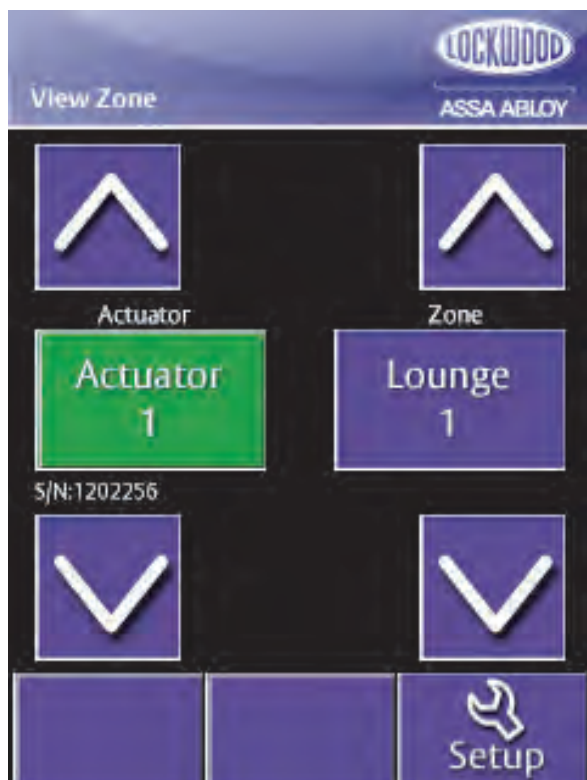 LOCKWOOD
View Zone
ASSA ABLOY
Actuator
Zone
Actuator
1
Lounge
1
S/N:1202256
Setup